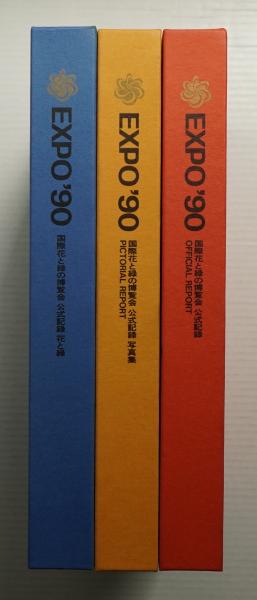 EXPO '90
国際花と緑の博覧会 公式記録 花と緑
EXPO '90
国際花と緑の博覧会 公式記録 写真集
PICTORIAL REPORT
EXPO '90
国際花と緑の博覧会 公式記録
OFFICIAL REPORT